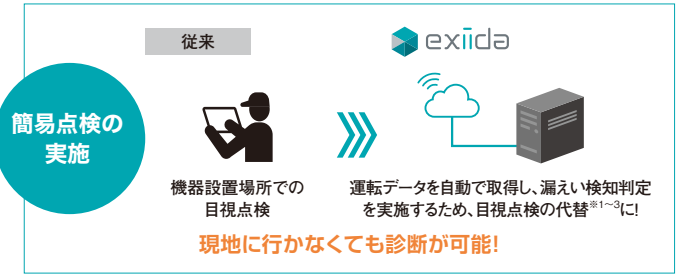 従来
exiida
簡易点検の
実施
機器設置場所での
目視点検
運転データを自動で取得し、漏えい検知判定
を実施するため、目視点検の代替※1~3に!
現地に行かなくても診断が可能!